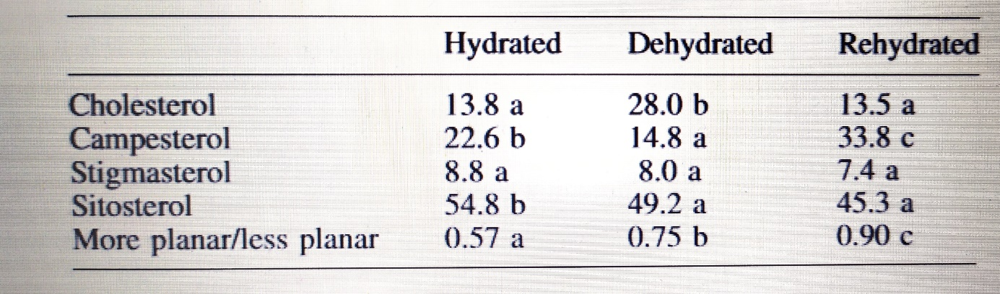 Hydrated Dehydrated Rehydrated
Cholesterol 13.8 a 28.0 b 13.5 a
Campesterol 22.6 b 14.8 a 33.8 c
Stigmasterol 8.8 a 8.0 a 7.4 a
Sitosterol 54.8 b 49.2 a 45.3 a
More planar/less planar 0.57 a 0.75 b 0.90 c